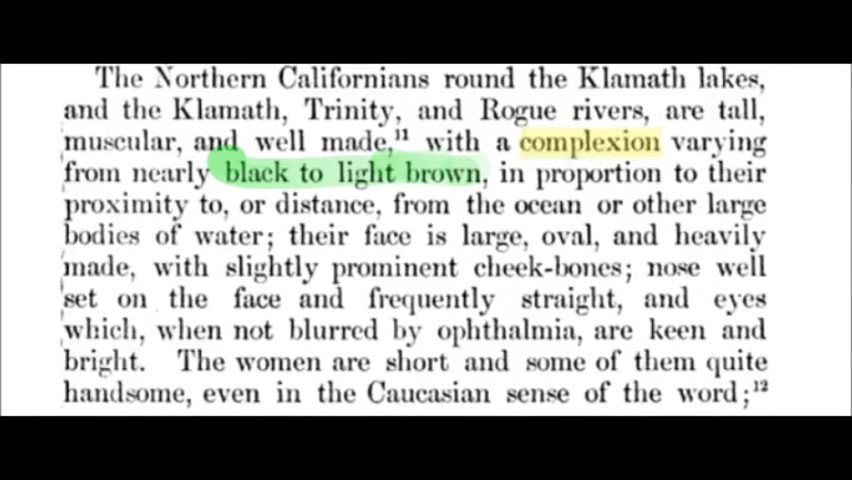 The Northern Californians round the Klamath lakes,
and the Klamath, Trinity, and Rogue rivers, are tall,
muscular, and well made,¹¹ with a complexion varying
from nearly black to light brown, in proportion to their
proximity to, or distance, from the ocean or other large
bodies of water; their face is large, oval, and heavily
made, with slightly prominent cheek-bones; nose well
set on the face and frequently straight, and eyes
which, when not blurred by ophthalmia, are keen and
bright. The women are short and some of them quite
handsome, even in the Caucasian sense of the word;¹²